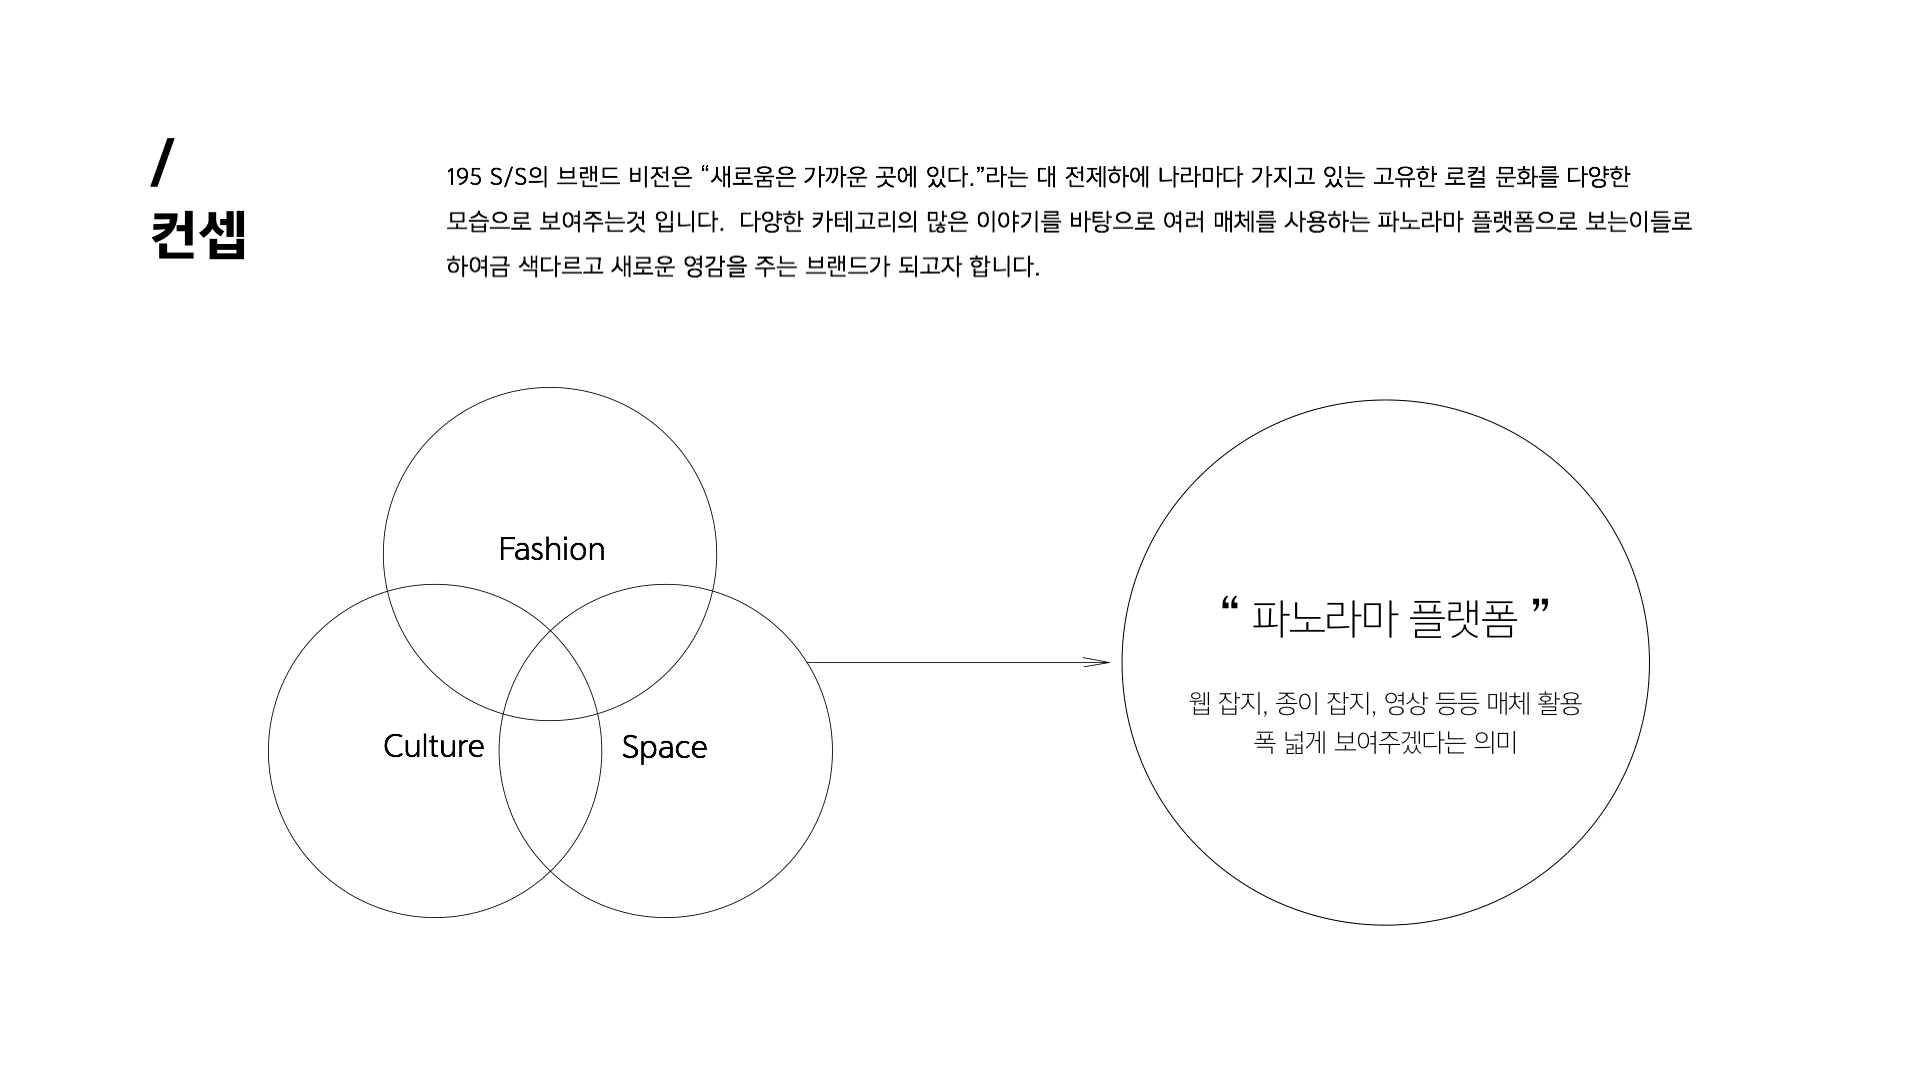 /
컨셉
195 S/S의 브랜드 비전은 “새로움은 가까운 곳에 있다.”라는 대 전제하에 나라마다 가지고 있는 고유한 로컬 문화를 다양한
모습으로 보여주는것 입니다.  다양한 카테고리의 많은 이야기를 바탕으로 여러 매체를 사용하는 파노라마 플랫폼으로 보는이들로
하여금 색다르고 새로운 영감을 주는 브랜드가 되고자 합니다.
Fashion
Culture
Space
“ 파노라마 플랫폼 ”
웹 잡지, 종이 잡지, 영상 등등 매체 활용
폭 넓게 보여주겠다는 의미